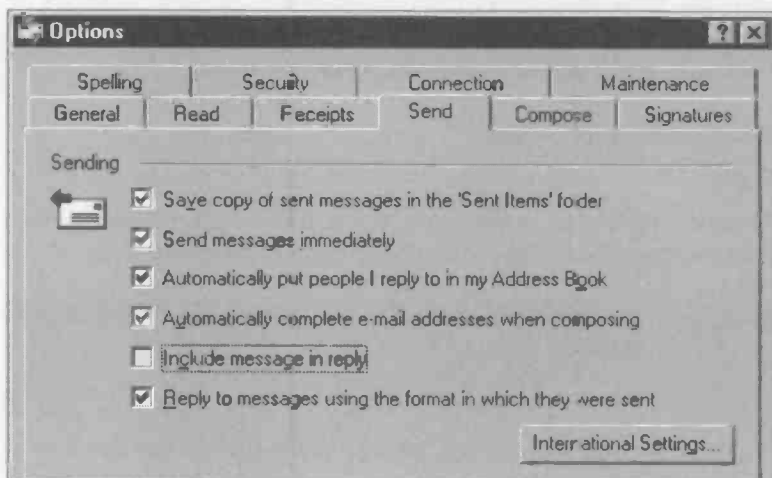 Options
Spelling Security Connection Maintenance
General Read Receipts Send Compose Signatures
Sending
Save copy of sent messages in the 'Sent Items' folder
Send messages immediately
Automatically put people I reply to in my Address Book
Automatically complete e-mail addresses when composing
Include message in reply
Reply to messages using the format in which they were sent
International Settings...